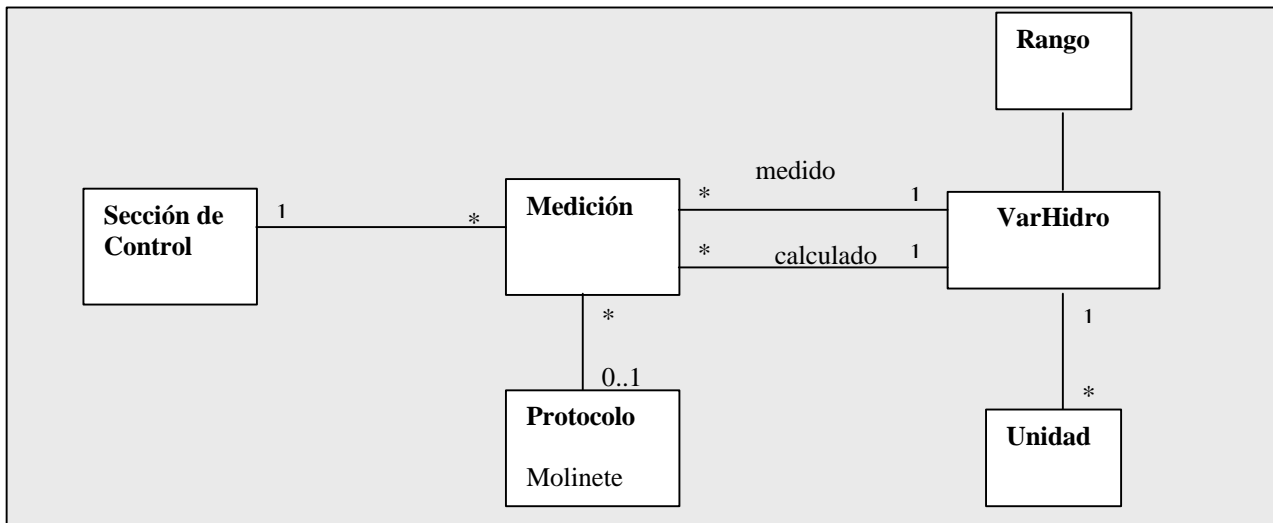 Rango
medido
* 1
Sección de
Control
1 *
Medición
VarHidro
* calculado 1
*
0..1
1
*
Protocolo
Molinete
Unidad